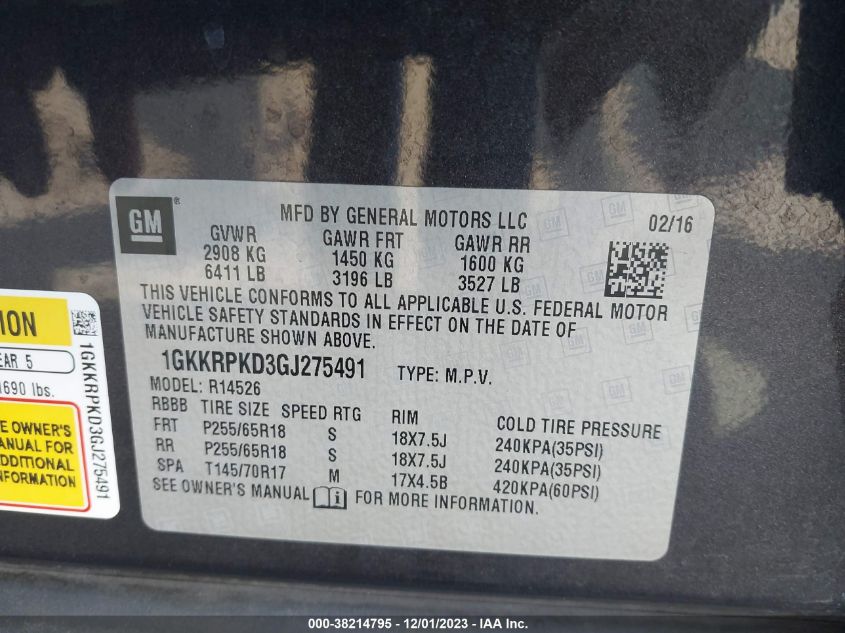 GM
®
MFD BY GENERAL MOTORS LLC
02/16
GVWR GAWR FRT GAWR RR
2908 KG 1450 KG 1600 KG
6411 LB 3196 LB 3527 LB
THIS VEHICLE CONFORMS TO ALL APPLICABLE U.S. FEDERAL MOTOR
VEHICLE SAFETY STANDARDS IN EFFECT ON THE DATE OF
MANUFACTURE SHOWN ABOVE.
1GKKRPKD3GJ275491 TYPE: M.P.V.
MODEL: R14526
RBBB TIRE SIZE SPEED RTG RIM COLD TIRE PRESSURE
FRT P255/65R18 S 18X7.5J 240KPA(35PSI)
RR P255/65R18 S 18X7.5J 240KPA(35PSI)
SPA T145/70R17 M 17X4.5B 420KPA(60PSI)
SEE OWNER'S MANUAL FOR MORE INFORMATION.
EAR 5
690 lbs.
OWNER'S
MANUAL FOR
ADDITIONAL
1GKKRPKD3GJ275491
000-38214795 - 12/01/2023 - IAA Inc.